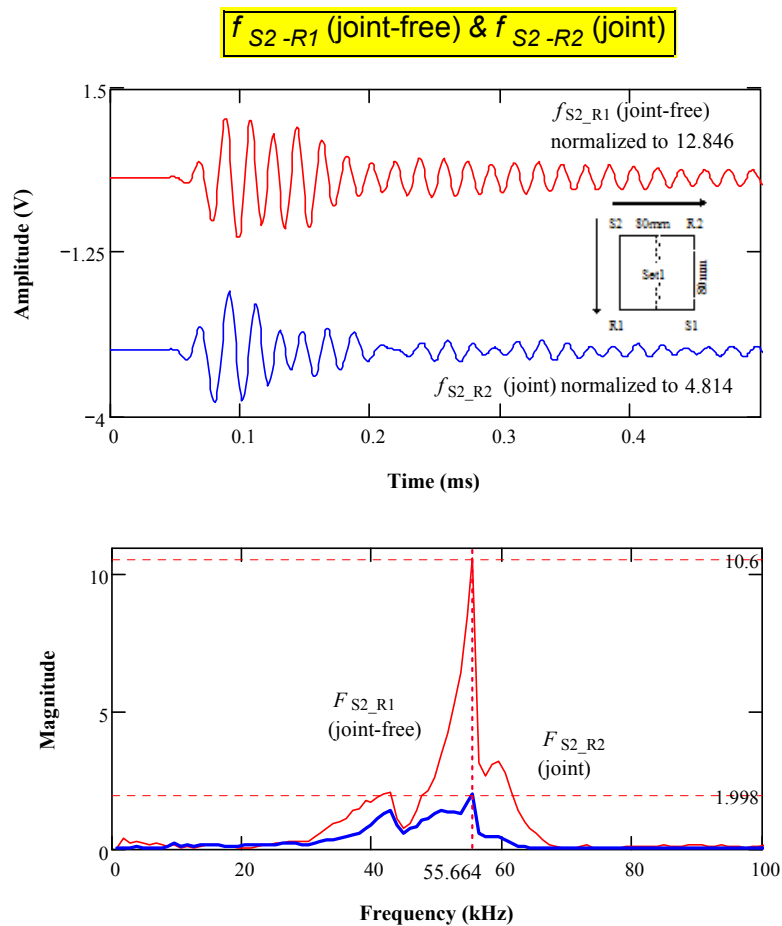 f S2 -R1 (joint-free) & f S2 -R2 (joint)
1.5
f S2_R1 (joint-free)
normalized to 12.846
S2 80mm R2
−1.25
Set1
80mm
R1 S1
f S2_R2 (joint) normalized to 4.814
−4
0 0.1 0.2 0.3 0.4
Time (ms)
Amplitude (V)
10 10.6
F S2_R1
(joint-free)
F S2_R2
(joint)
5
1.998
0
0 20 40 55.664 60 80 100
Frequency (kHz)
Magnitude